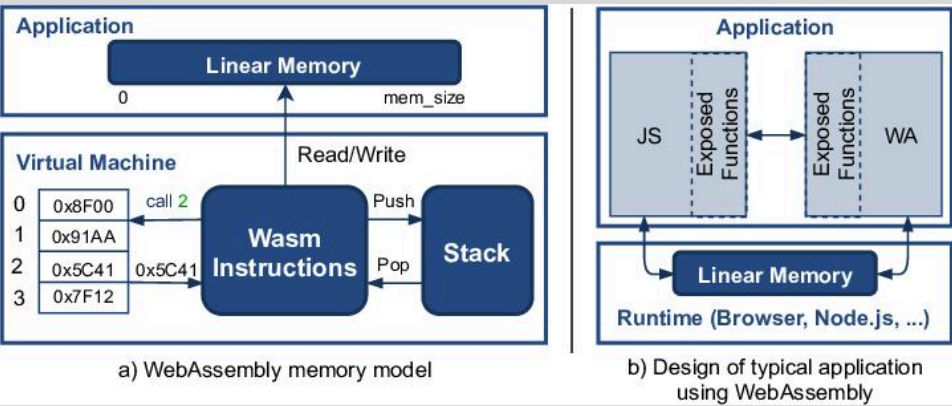 Application
Linear Memory
0 mem_size
Read/Write
Virtual Machine
0 0x8F00
1 0x91AA
2 0x5C41
3 0x7F12
call 2
0x5C41
Wasm
Instructions
Push
Pop
Stack
a) WebAssembly memory model
Application
JS
Exposed
Functions
Exposed
Functions
WA
Linear Memory
Runtime (Browser, Node.js, ...)
b) Design of typical application
using WebAssembly